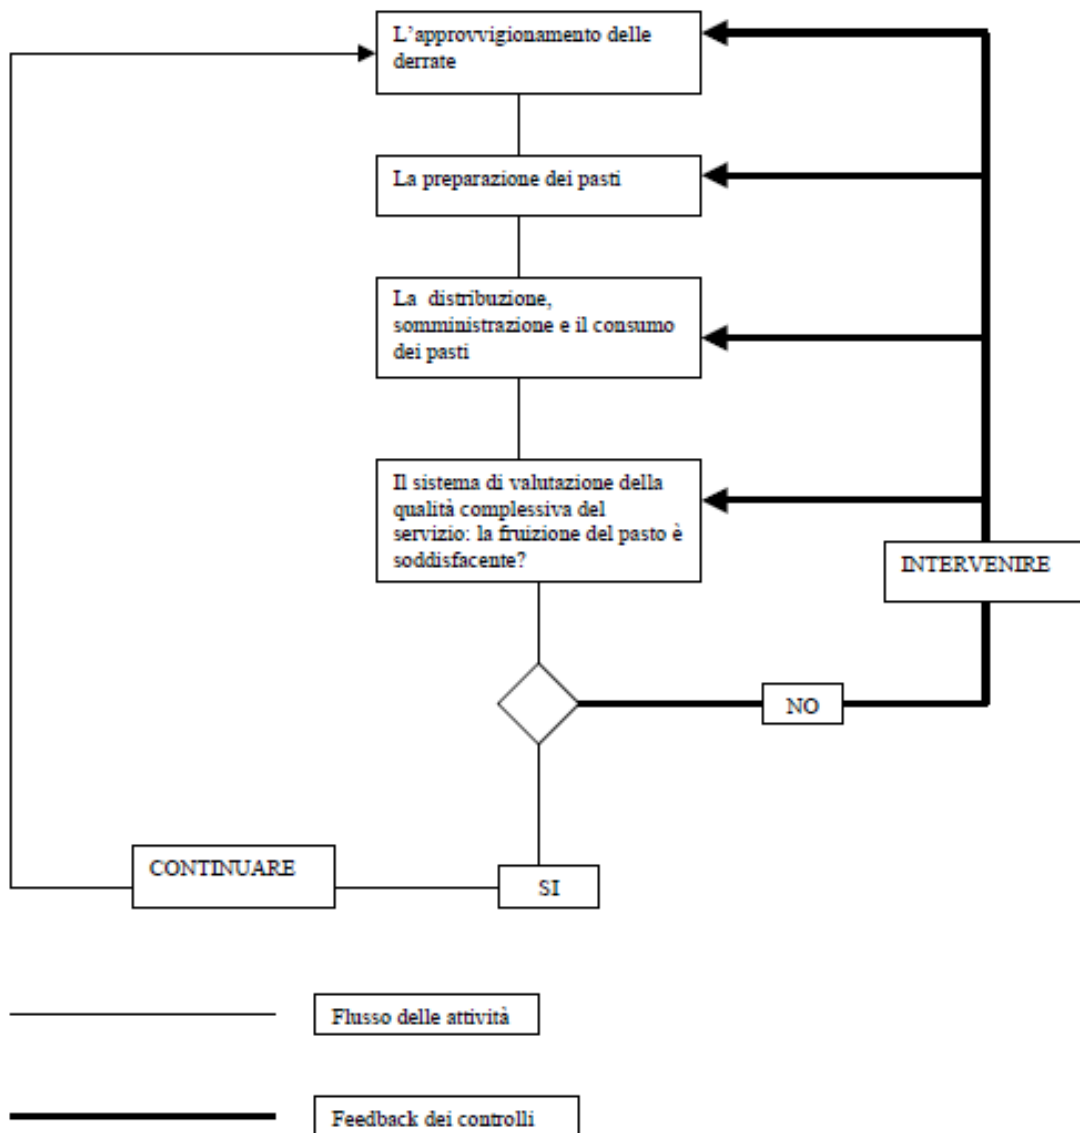 L'approvvigionamento delle
derrate
La preparazione dei pasti
La distribuzione,
somministrazione e il consumo
dei pasti
Il sistema di valutazione della
qualità complessiva del
servizio: la fruizione del pasto è
soddisfacente?
INTERVENIRE
NO
CONTINUARE
SI
Flusso delle attività
Feedback dei controlli